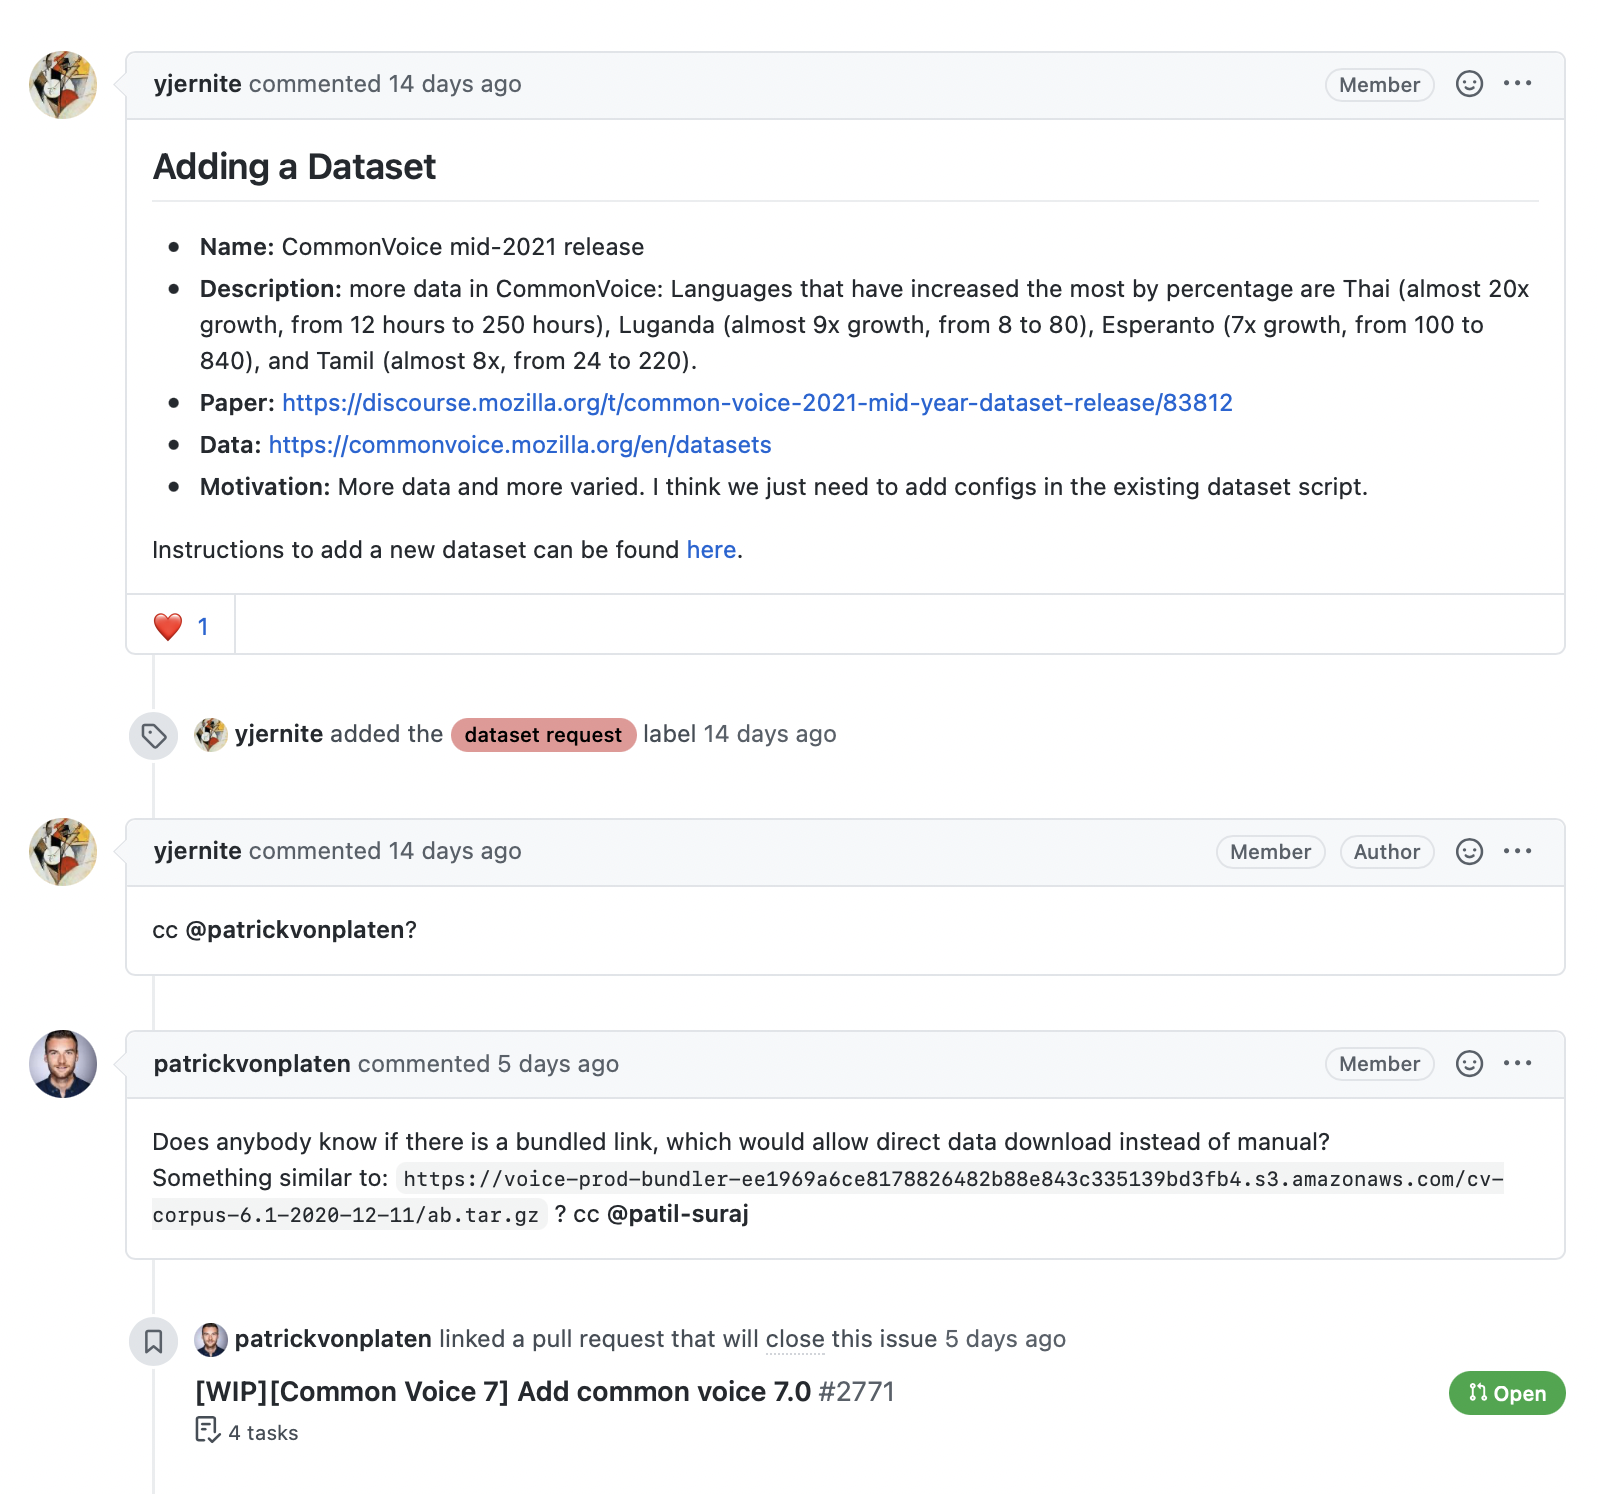 yjernite commented 14 days ago
Member
Adding a Dataset
Name: CommonVoice mid-2021 release
Description: more data in CommonVoice: Languages that have increased the most by percentage are Thai (almost 20x
growth, from 12 hours to 250 hours), Luganda (almost 9x growth, from 8 to 80), Esperanto (7x growth, from 100 to
840), and Tamil (almost 8x, from 24 to 220).
Paper: https://discourse.mozilla.org/t/common-voice-2021-mid-year-dataset-release/83812
Data: https://commonvoice.mozilla.org/en/datasets
Motivation: More data and more varied. I think we just need to add configs in the existing dataset script.
Instructions to add a new dataset can be found here.
❤️ 1
yjernite added the dataset request label 14 days ago
yjernite commented 14 days ago
Member Author
cc @patrickvonplaten?
patrickvonplaten commented 5 days ago
Member
Does anybody know if there is a bundled link, which would allow direct data download instead of manual?
Something similar to: https://voice-prod-bundler-ee1969a6ce8178826482b88e843c335139bd3fb4.s3.amazonaws.com/cv-
corpus-6.1-2020-12-11/ab.tar.gz ? cc @patil-suraj
patrickvonplaten linked a pull request that will close this issue 5 days ago
[WIP][Common Voice 7] Add common voice 7.0 #2771
Open
4 tasks